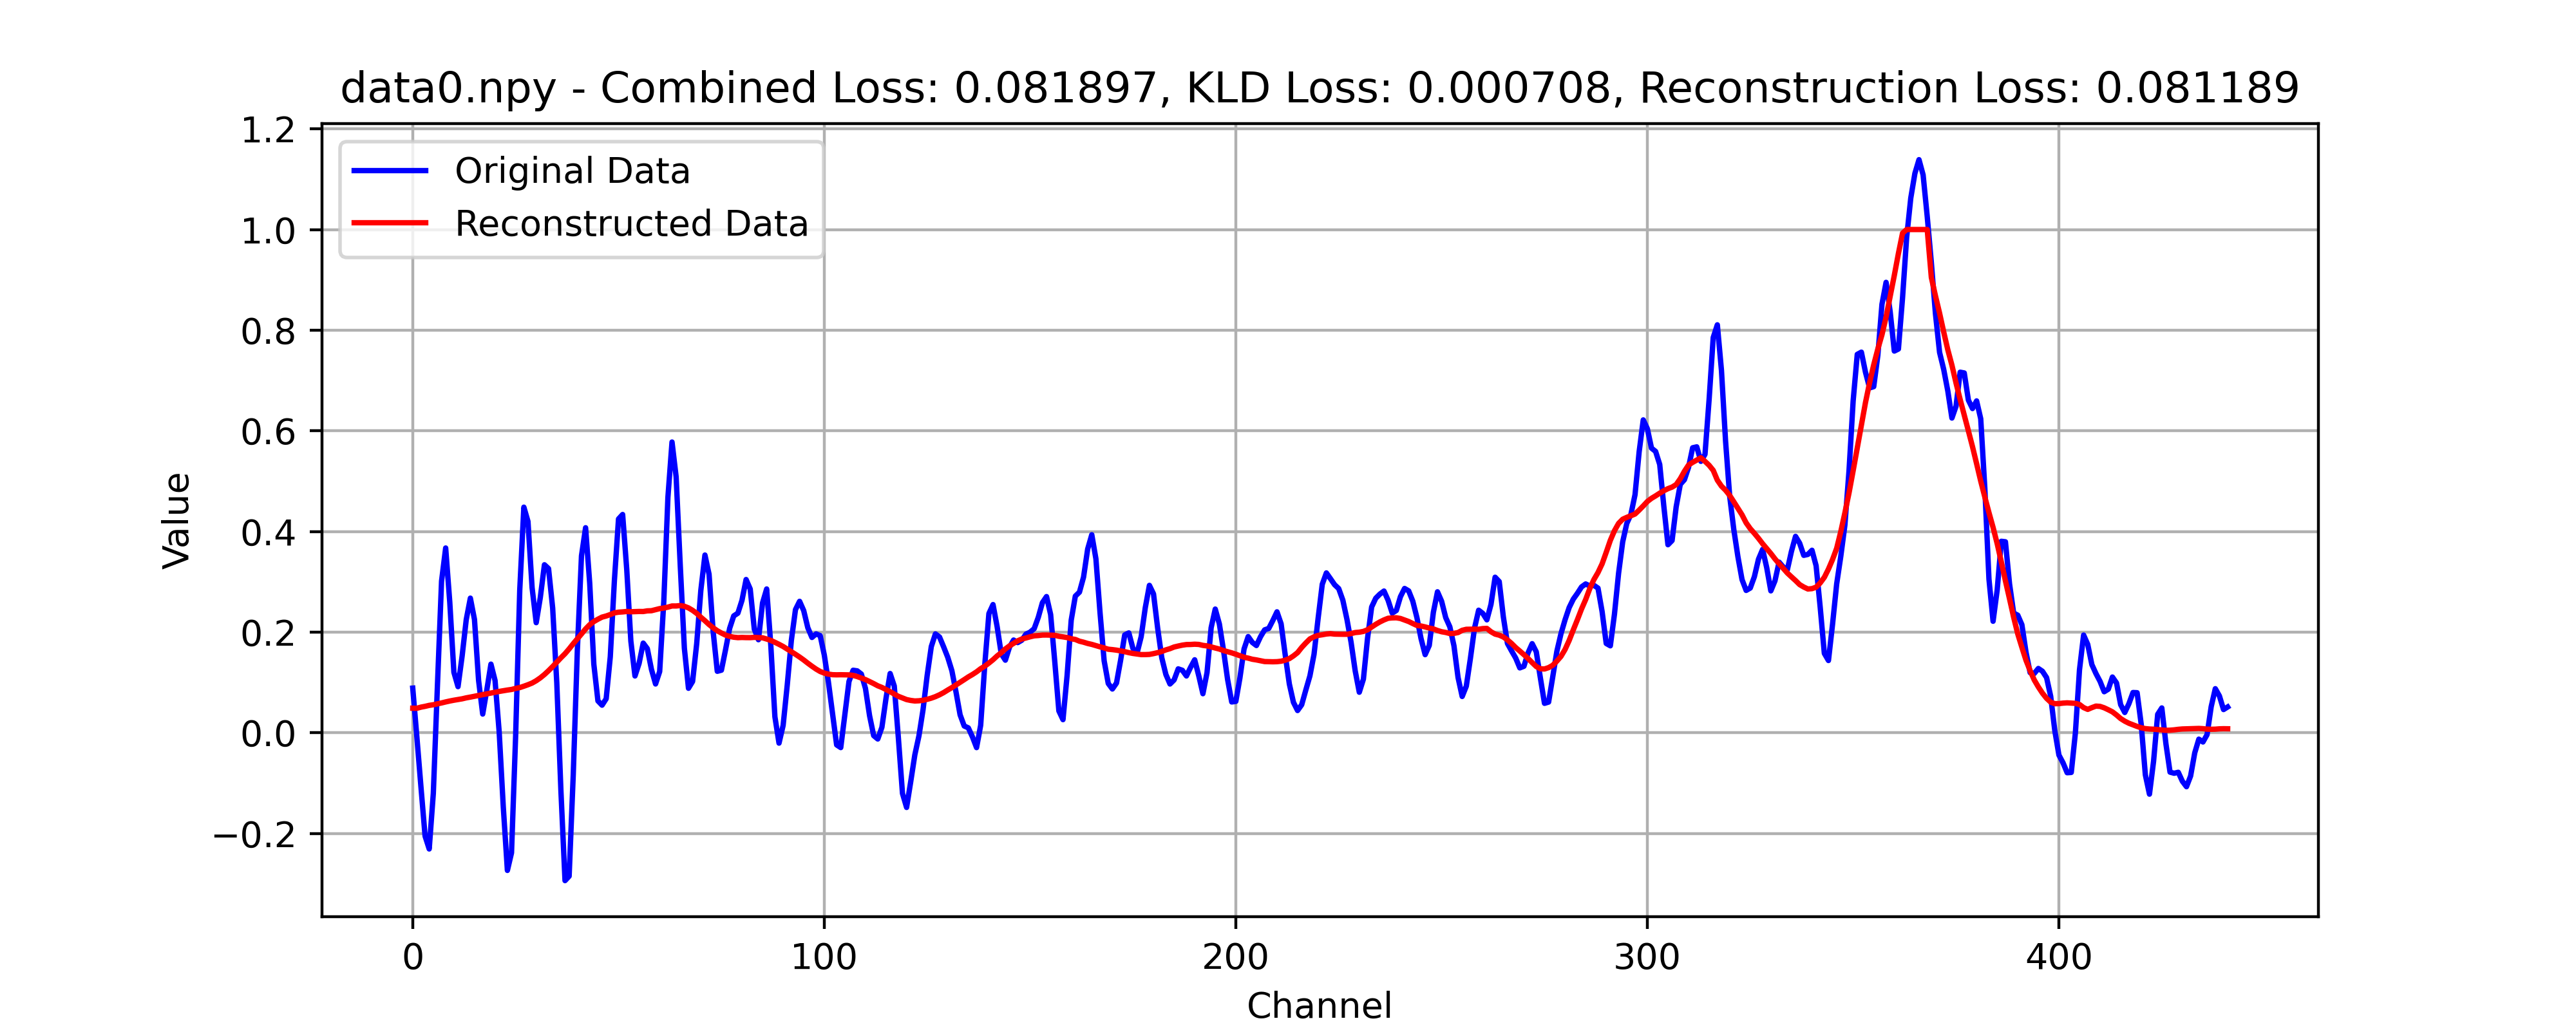 data0.npy - Combined Loss: 0.081897, KLD Loss: 0.000708, Reconstruction Loss: 0.081189
Original Data
Reconstructed Data
Value
1.2
1.0
0.8
0.6
0.4
0.2
0.0
−0.2
0 100 200 300 400
Channel